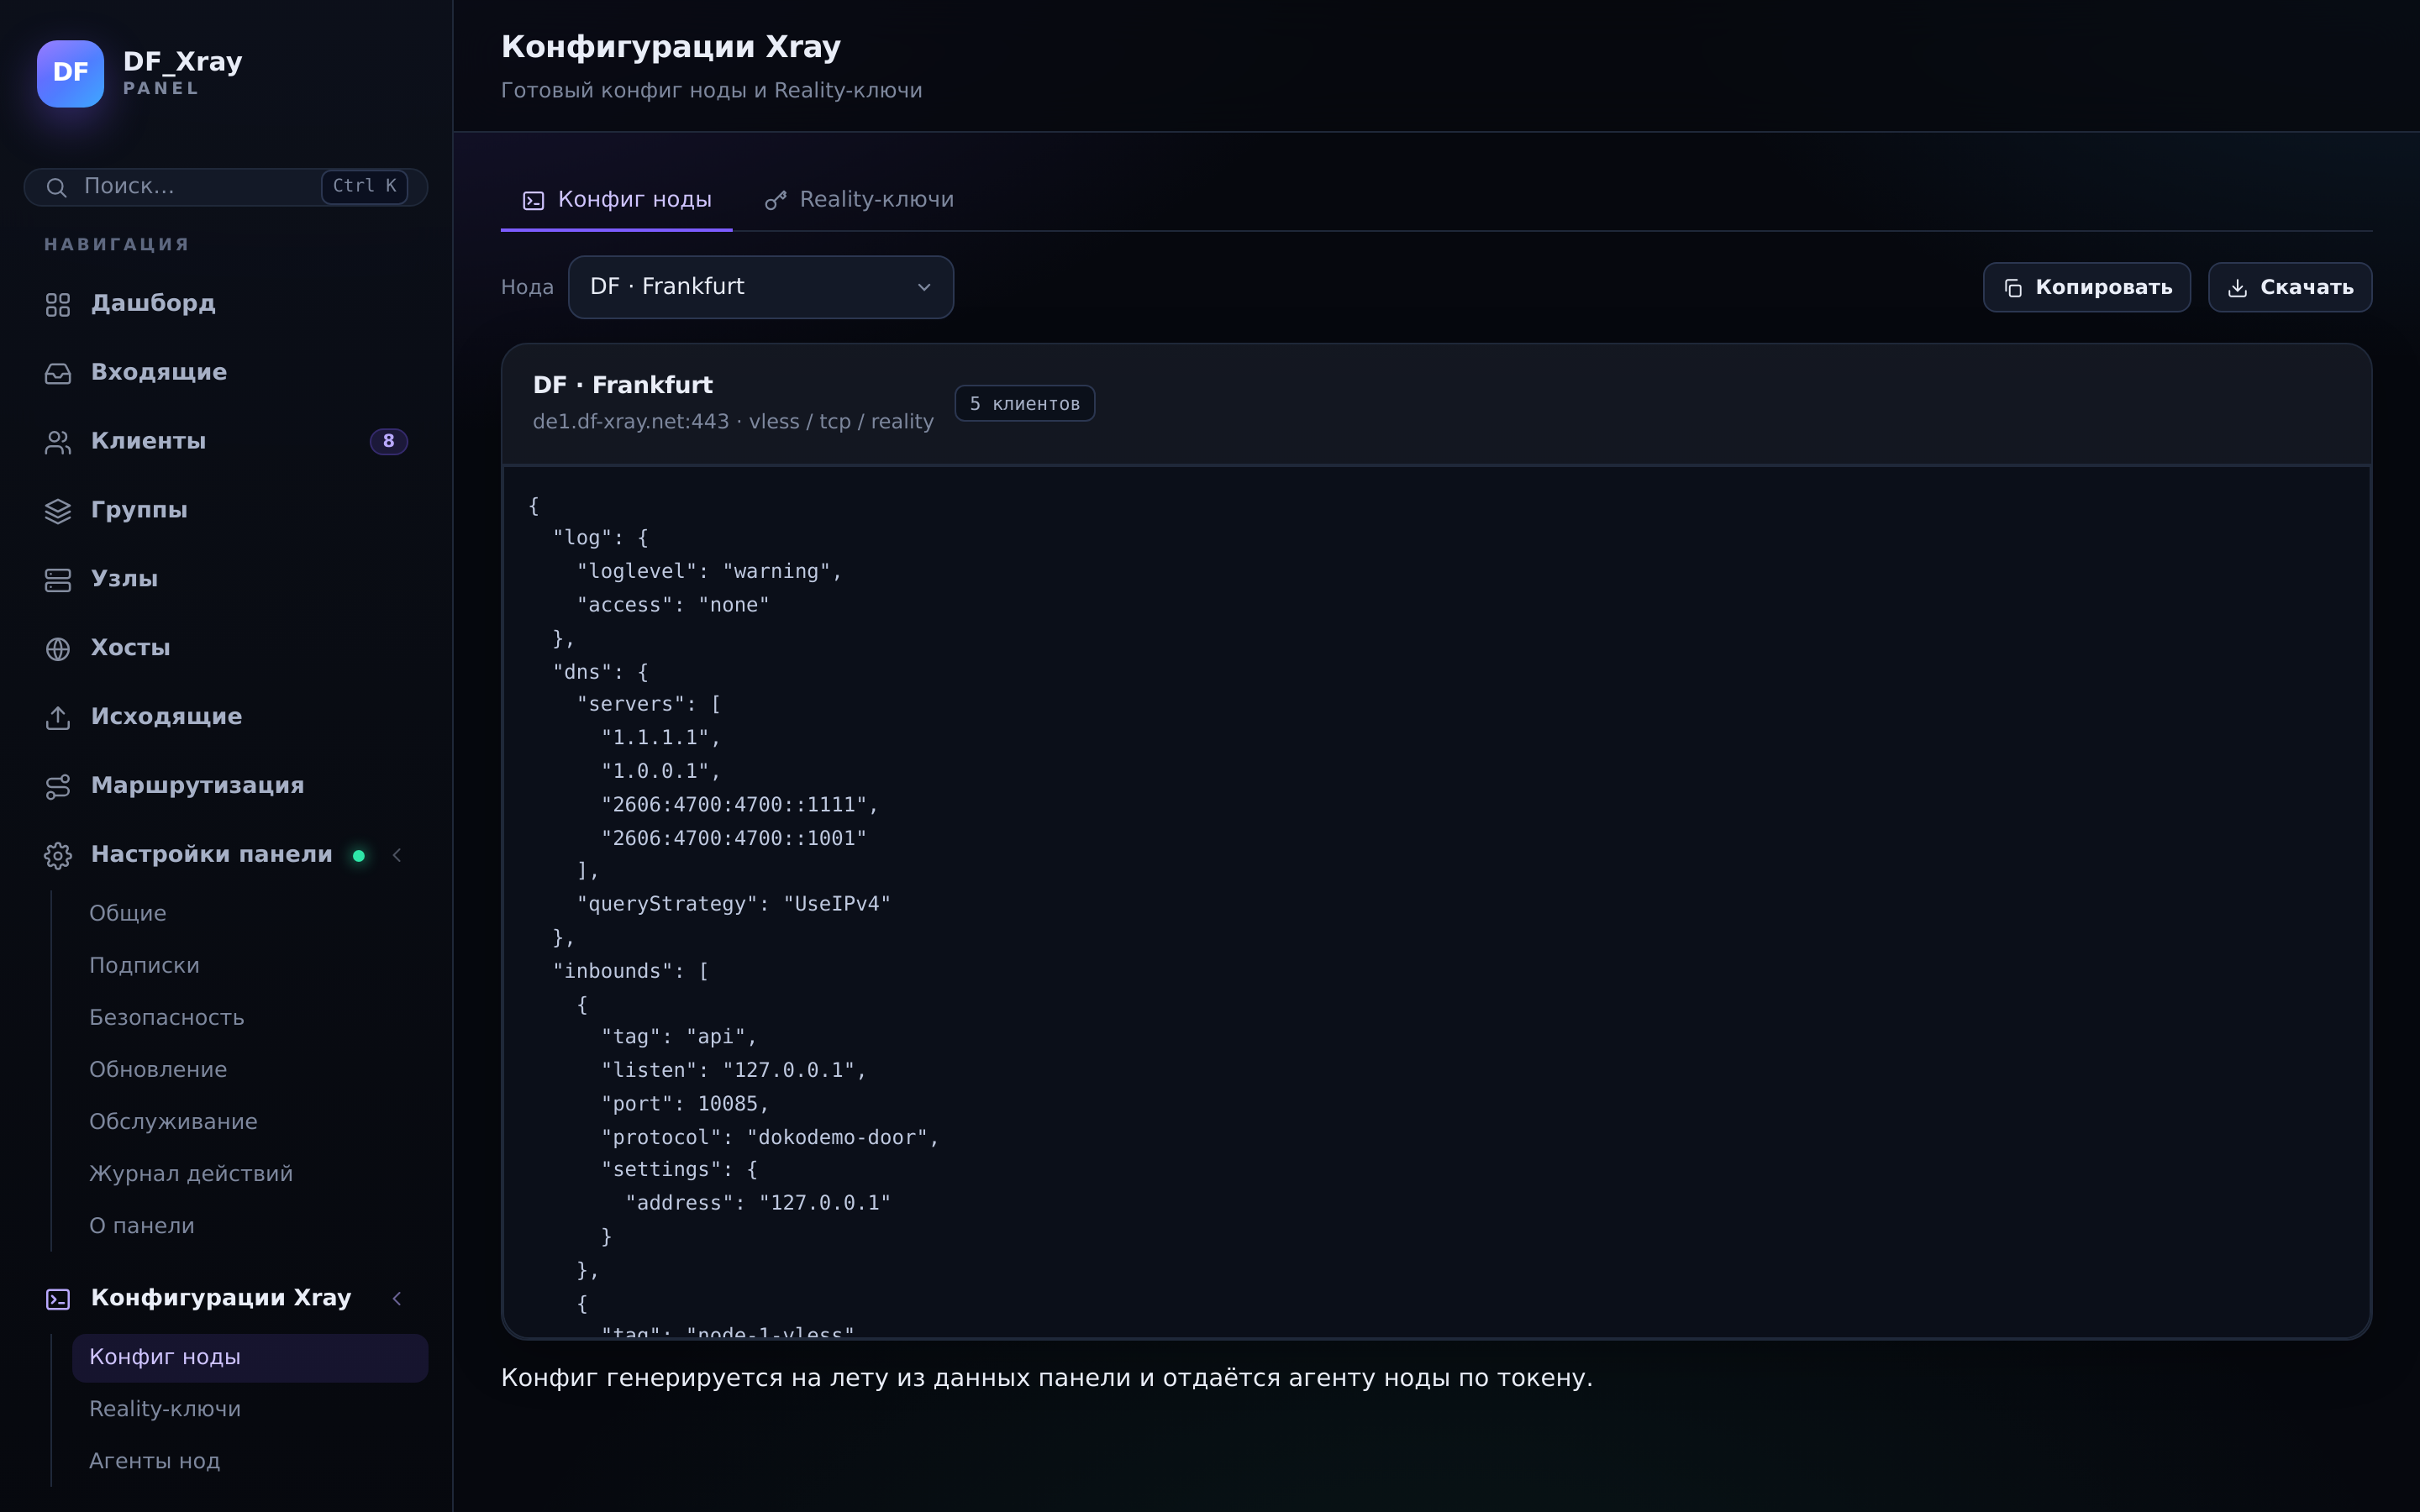 DF
DF_Xray
PANEL
Поиск...
Ctrl K
НАВИГАЦИЯ
Дашборд
Входящие
Клиенты
8
Группы
Узлы
Хосты
Исходящие
Маршрутизация
Настройки панели
Общие
Подписки
Безопасность
Обновление
Обслуживание
Журнал действий
О панели
Конфигурации Xray
Конфиг ноды
Reality-ключи
Агенты нод
Конфигурации Xray
Готовый конфиг ноды и Reality-ключи
Конфиг ноды
Reality-ключи
Нода
DF · Frankfurt
Копировать
Скачать
DF · Frankfurt
de1.df-xray.net:443 · vless / tcp / reality
5 клиентов
{
  "log": {
    "loglevel": "warning",
    "access": "none"
  },
  "dns": {
    "servers": [
      "1.1.1.1",
      "1.0.0.1",
      "2606:4700:4700::1111",
      "2606:4700:4700::1001"
    ],
    "queryStrategy": "UseIPv4"
  },
  "inbounds": [
    {
      "tag": "api",
      "listen": "127.0.0.1",
      "port": 10085,
      "protocol": "dokodemo-door",
      "settings": {
        "address": "127.0.0.1"
      }
    },
    {
      "tag": "node-1-vless"
Конфиг генерируется на лету из данных панели и отдаётся агенту ноды по токену.